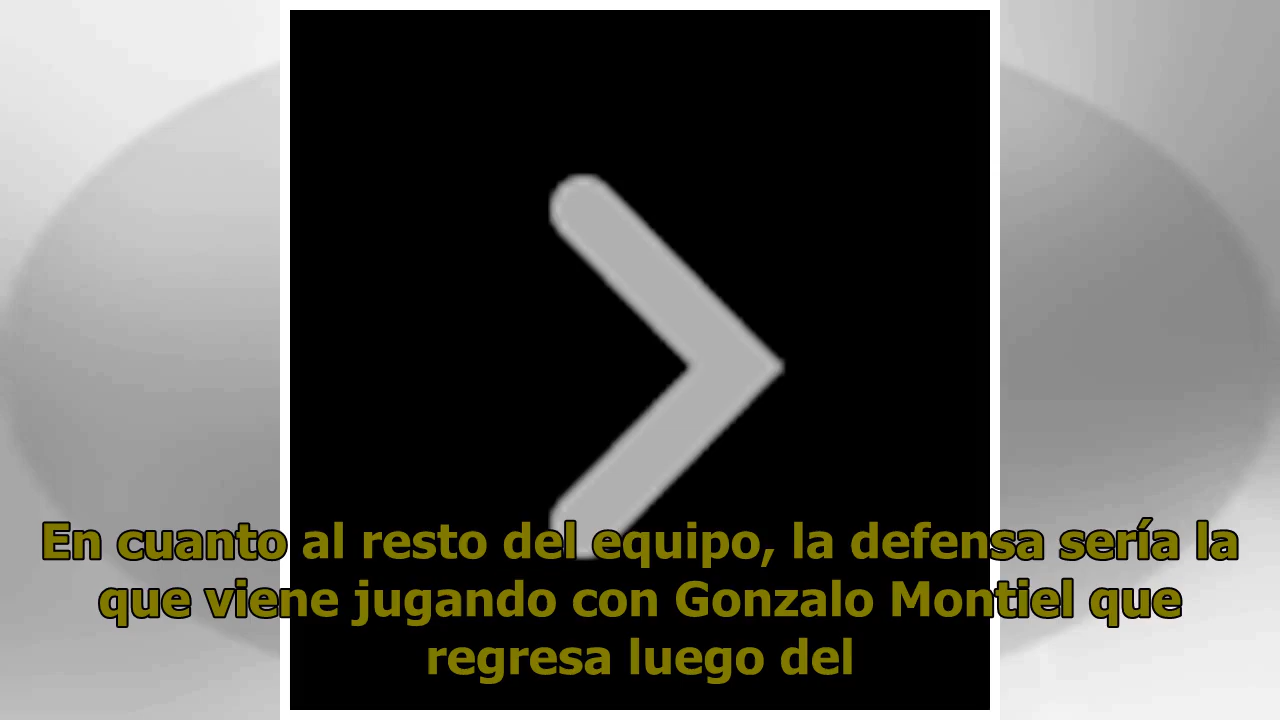 En cuanto al resto del equipo, la defensa sería la
que viene jugando con Gonzalo Montiel que
regresa luego del